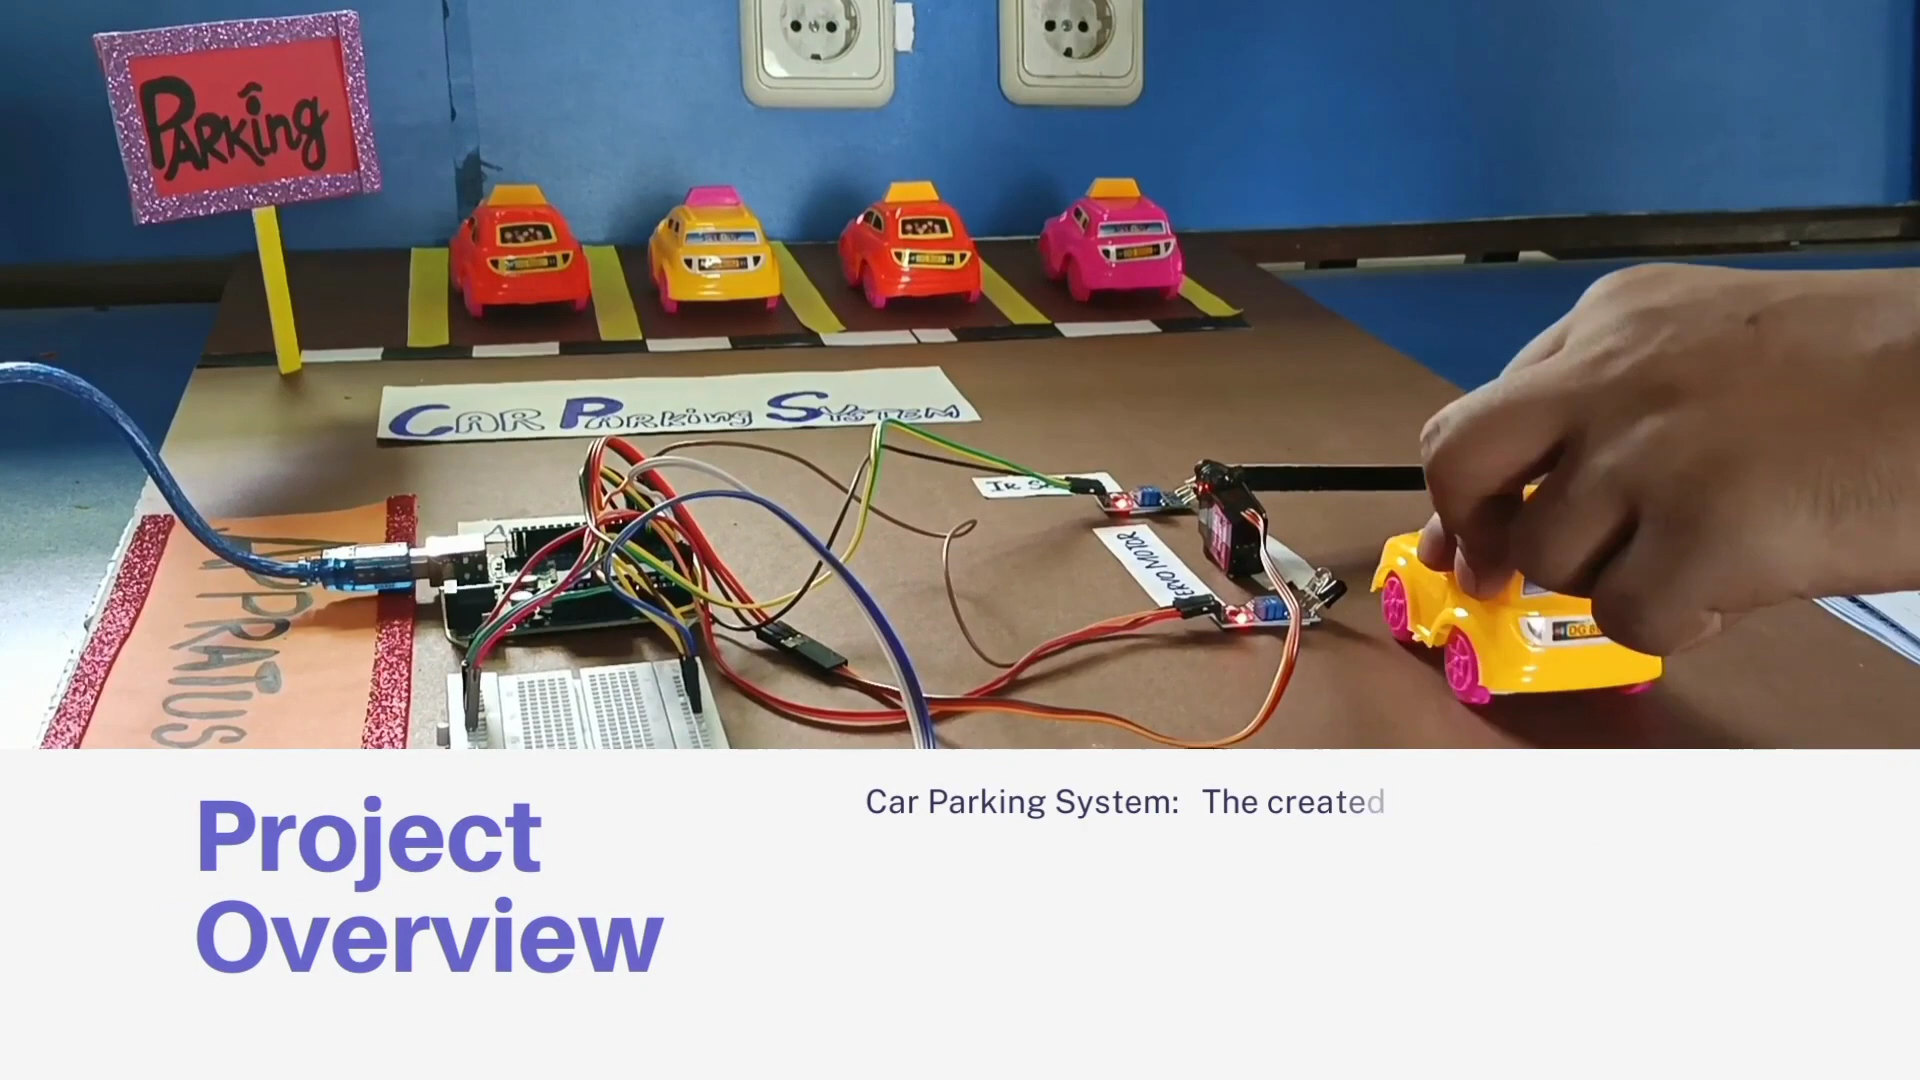 PARKing
CAR PARKing SYSTEM
IR S
SERVO MOTOR
APPRATUS
Project
Overview
Car Parking System: The created